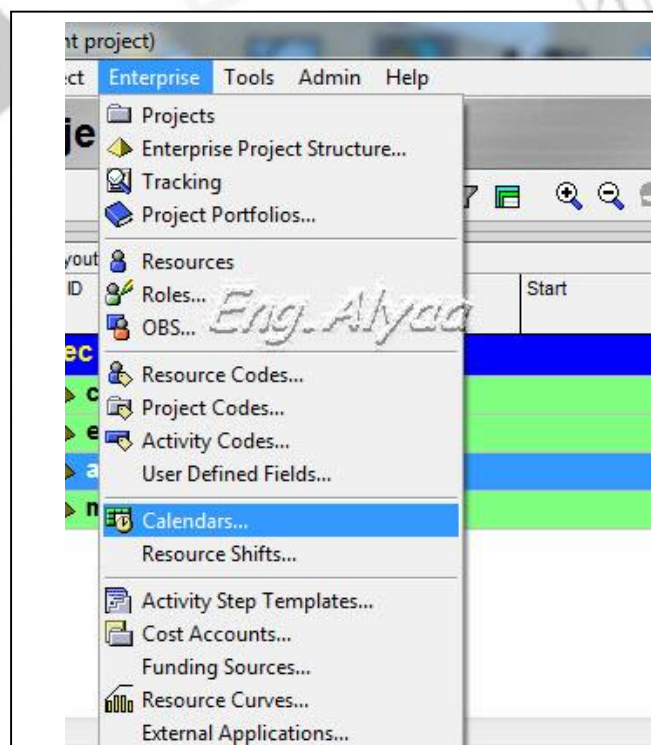 nt project)
ct Enterprise Tools Admin Help
je
Projects
Enterprise Project Structure...
Tracking
Project Portfolios...
yout
Resources
ID
Roles...
Start
OBS...
Eng. Alyaa
ec
Resource Codes...
c
Project Codes...
e
Activity Codes...
a
User Defined Fields...
n
Calendars...
Resource Shifts...
Activity Step Templates...
Cost Accounts...
Funding Sources...
Resource Curves...
External Applications...